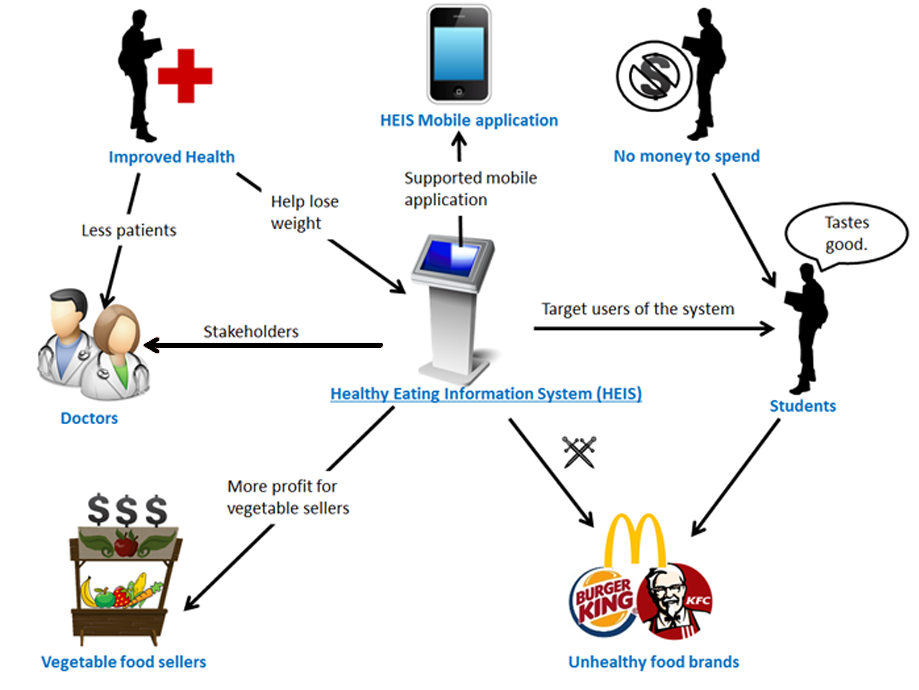 HEIS Mobile application
Improved Health
No money to spend
Supported mobile
application
Help lose
weight
Less patients
Tastes
good.
Target users of the system
Stakeholders
Healthy Eating Information System (HEIS)
Students
Doctors
More profit for
vegetable sellers
$$$
BURGER
KING
KFC
Vegetable food sellers
Unhealthy food brands